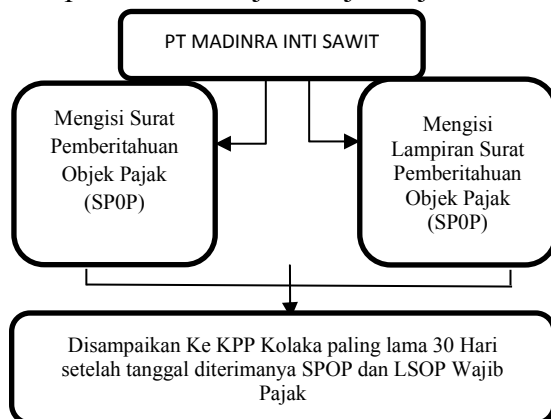 PT MADINRA INTI SAWIT
Mengisi Surat
Pemberitahuan
Objek Pajak
(SP0P)
Mengisi
Lampiran Surat
Pemberitahuan
Objek Pajak
(SP0P)
Disampaikan Ke KPP Kolaka paling lama 30 Hari
setelah tanggal diterimanya SPOP dan LSOP Wajib
Pajak